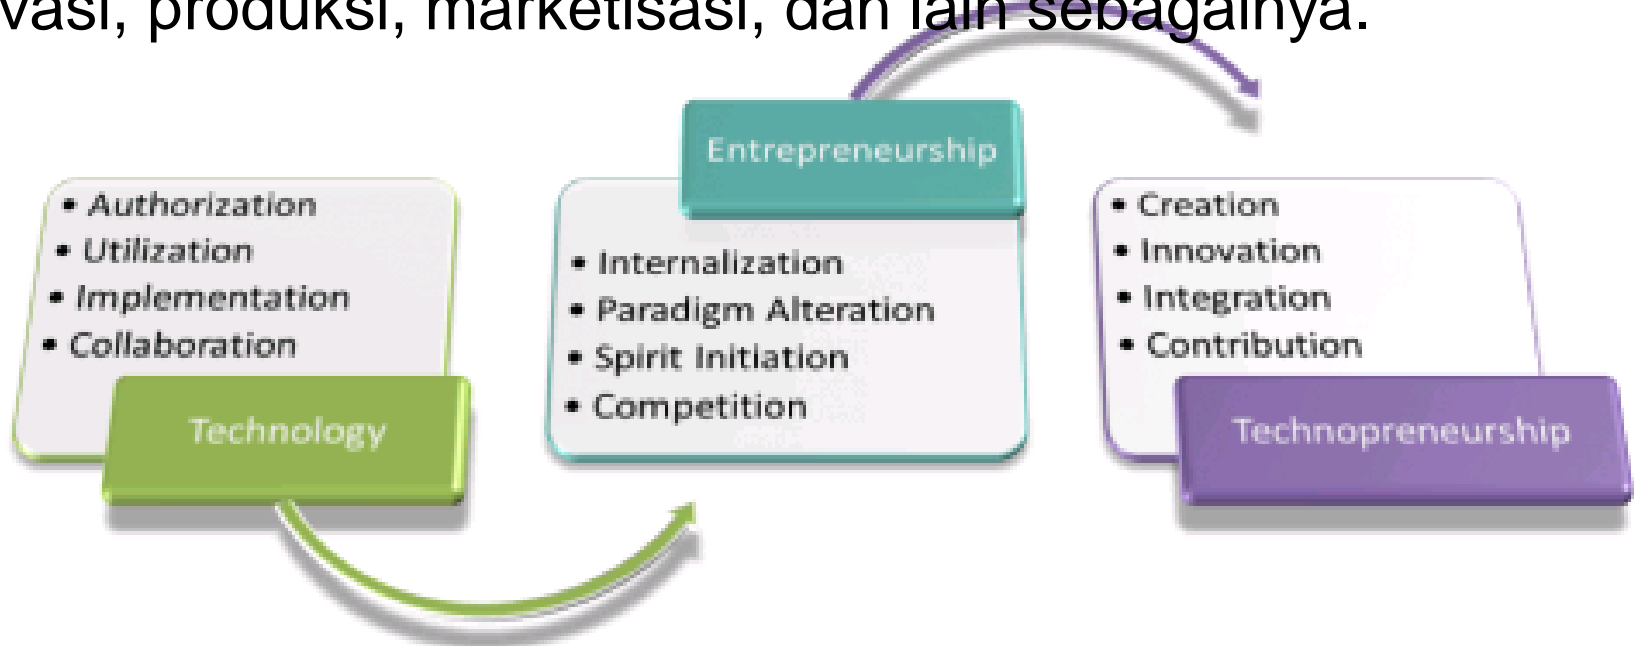 vasi, produksi, marketisasi, dan lain sebagainya.
• Authorization
• Utilization
• Implementation
• Collaboration
Technology
Entrepreneurship
• Internalization
• Paradigm Alteration
• Spirit Initiation
• Competition
• Creation
• Innovation
• Integration
• Contribution
Technopreneurship